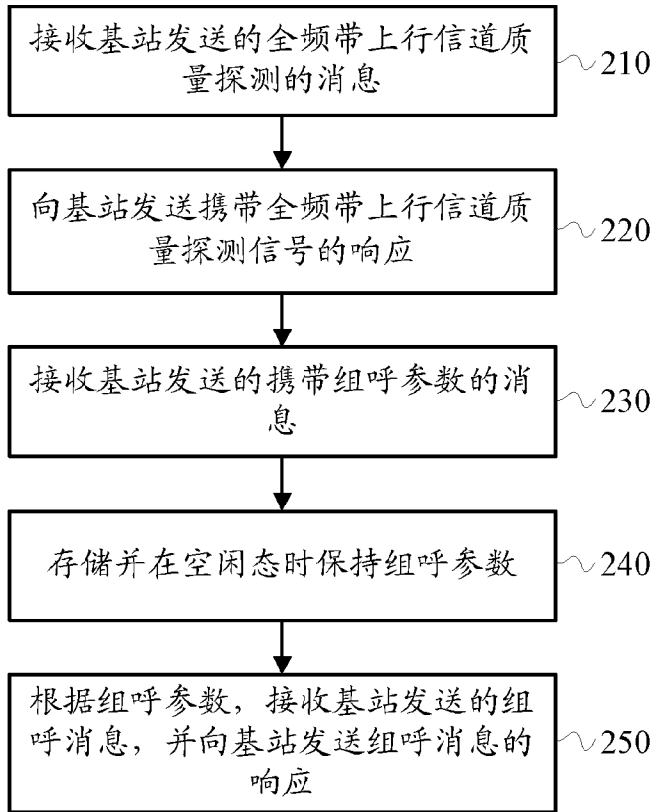 接收基站发送的全频带上行信道质
量探测的消息
210
向基站发送携带全频带上行信道质
量探测信号的响应
220
接收基站发送的携带组呼参数的消
息
230
存储并在空闲态时保持组呼参数
240
根据组呼参数，接收基站发送的组
呼消息，并向基站发送组呼消息的
响应
250